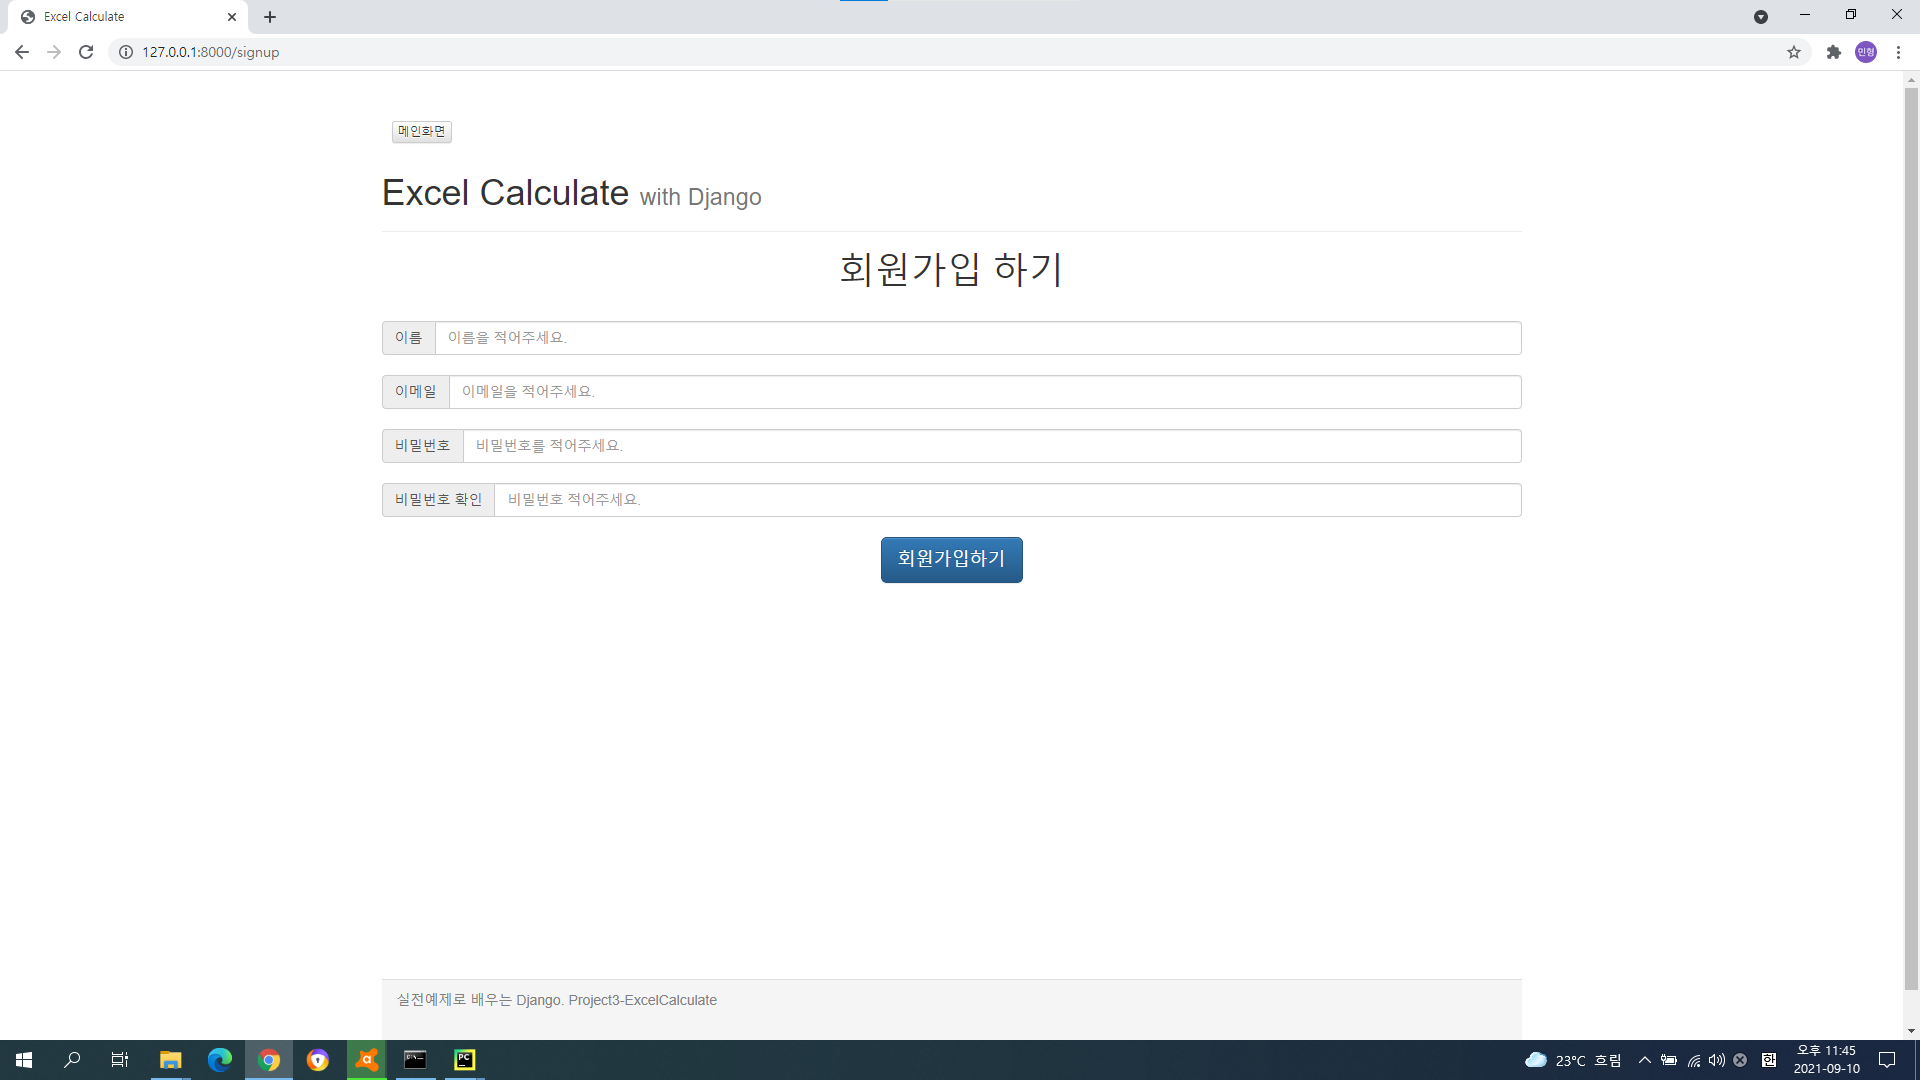 Excel Calculate
127.0.0.1:8000/signup
민형
메인화면
Excel Calculate with Django
회원가입 하기
이름 이름을 적어주세요.
이메일 이메일을 적어주세요.
비밀번호 비밀번호를 적어주세요.
비밀번호 확인 비밀번호 적어주세요.
회원가입하기
실전예제로 배우는 Django. Project3-ExcelCalculate
PC
23°C 흐림
한
오후 11:45
2021-09-10